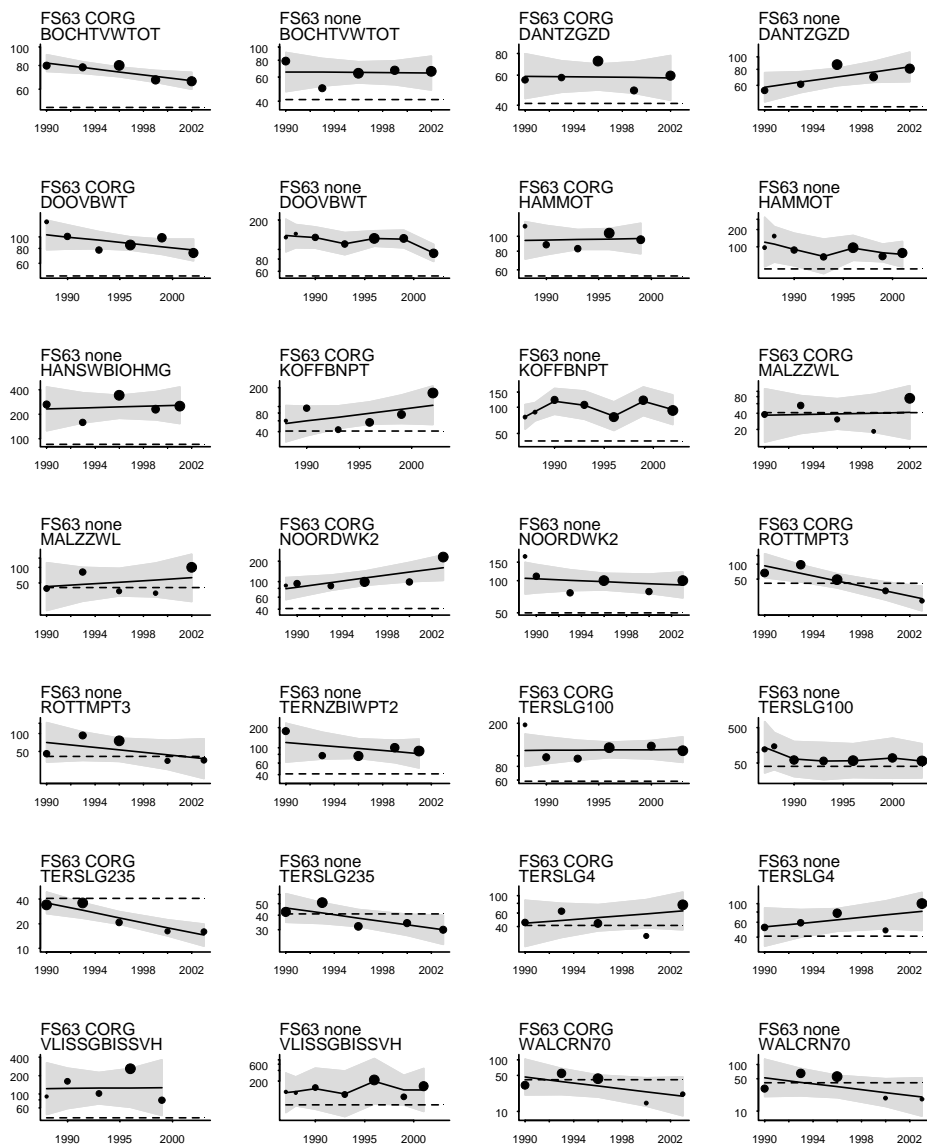 FS63 CORG
BOCHTVWTOT
100
80
60
1990 1994 1998 2002
FS63 none
BOCHTVWTOT
100
80
60
40
1990 1994 1998 2002
FS63 CORG
DANTZGZD
80
60
40
1990 1994 1998 2002
FS63 none
DANTZGZD
100
80
60
1990 1994 1998 2002
FS63 CORG
DOOVBWT
100
80
60
1990 1995 2000
FS63 none
DOOVBWT
200
80
60
1990 1995 2000
FS63 CORG
HAMMOT
100
80
60
1990 1995 2000
FS63 none
HAMMOT
200
100
1990 1995 2000
FS63 none
HANSWBIOHMG
400
200
100
1990 1994 1998 2002
FS63 CORG
KOFFBNPT
200
80
40
1990 1995 2000
FS63 none
KOFFBNPT
150
100
50
1990 1995 2000
FS63 CORG
MALZZWL
80
40
20
1990 1994 1998 2002
FS63 none
MALZZWL
100
50
1990 1994 1998 2002
FS63 CORG
NOORDWK2
200
100
60
40
1990 1994 1998 2002
FS63 none
NOORDWK2
150
100
50
1990 1994 1998 2002
FS63 CORG
ROTTMPT3
100
50
1990 1994 1998 2002
FS63 none
ROTTMPT3
100
50
1990 1994 1998 2002
FS63 none
TERNZBIWPT2
200
100
60
40
1990 1994 1998 2002
FS63 CORG
TERSLG100
200
80
60
1990 1995 2000
FS63 none
TERSLG100
500
50
1990 1995 2000
FS63 CORG
TERSLG235
40
20
10
1990 1994 1998 2002
FS63 none
TERSLG235
50
40
30
1990 1994 1998 2002
FS63 CORG
TERSLG4
100
60
40
1990 1994 1998 2002
FS63 none
TERSLG4
100
60
40
1990 1994 1998 2002
FS63 CORG
VLISSGBISSVH
400
200
100
60
1990 1995 2000
FS63 none
VLISSGBISSVH
600
200
1990 1995 2000
FS63 CORG
WALCRN70
100
50
10
1990 1994 1998 2002
FS63 none
WALCRN70
100
50
10
1990 1994 1998 2002